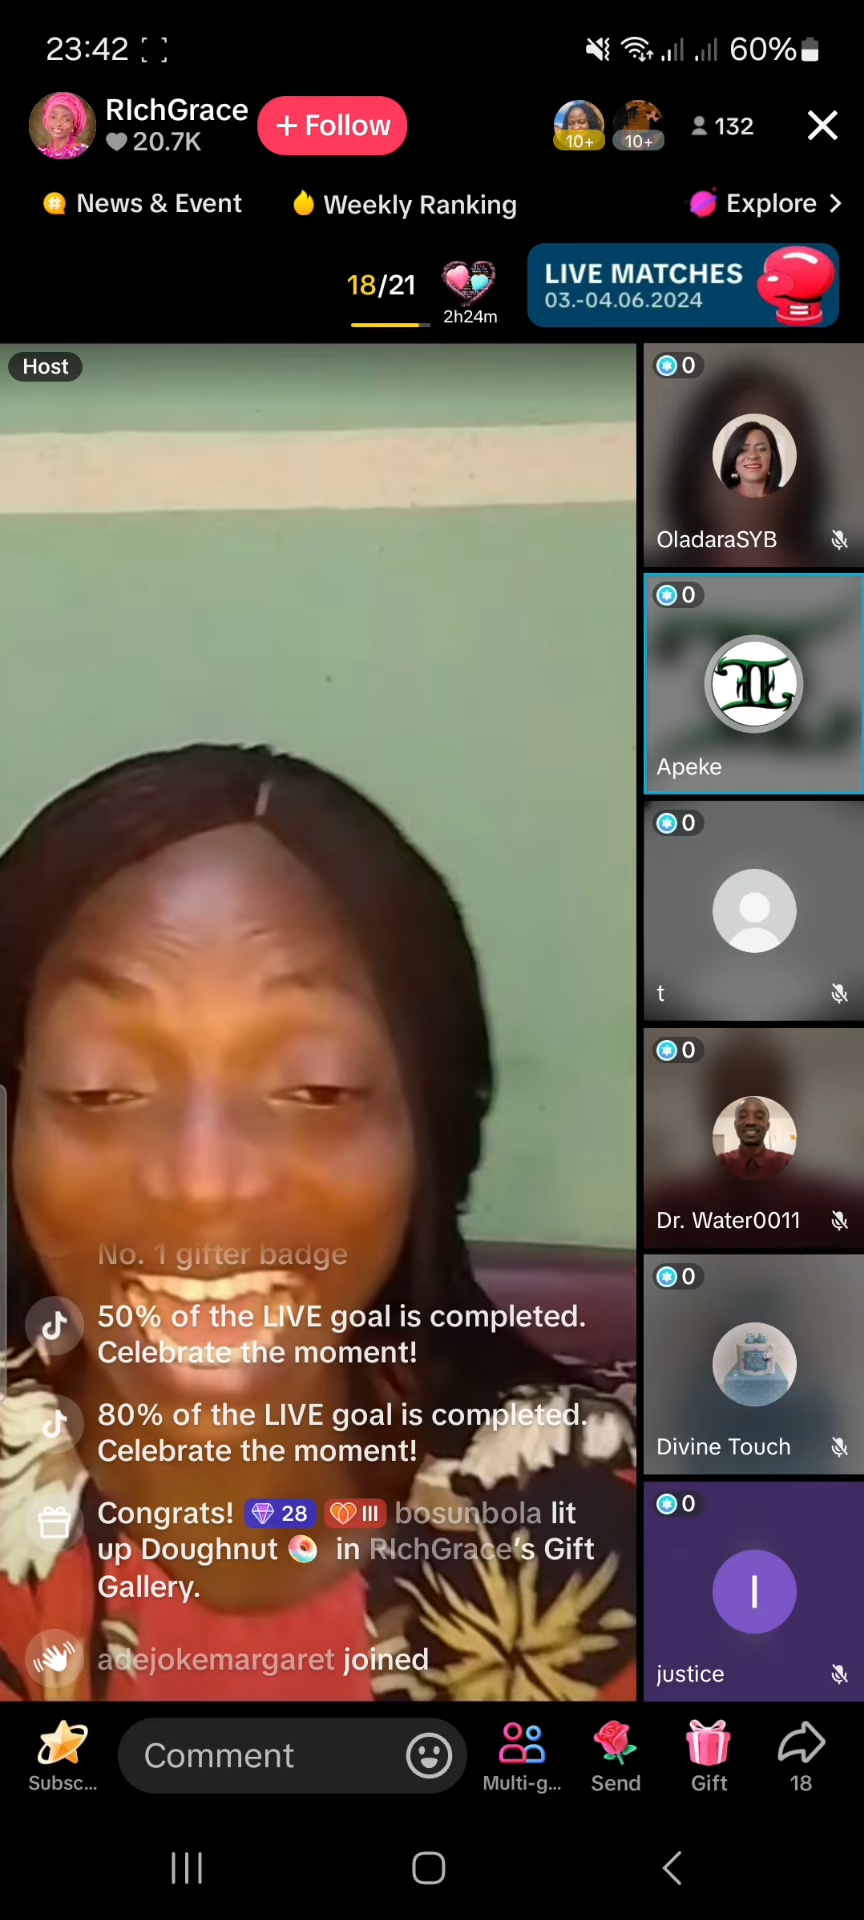 23:42
60%
RIchGrace
20.7K
+ Follow
10+
10+
132
News & Event
Weekly Ranking
Explore >
18/21
2h24m
LIVE MATCHES
03.-04.06.2024
Host
0
OladaraSYB
0
Apeke
0
t
0
Dr. Water0011
0
Divine Touch
0
I
justice
No. 1 gifter badge
50% of the LIVE goal is completed.
Celebrate the moment!
80% of the LIVE goal is completed.
Celebrate the moment!
Congrats! 28 III bosunbola lit
up Doughnut 🍩 in RIchGrace's Gift
Gallery.
adejokemargaret joined
Subsc...
Comment
Multi-g...
Send
Gift
18